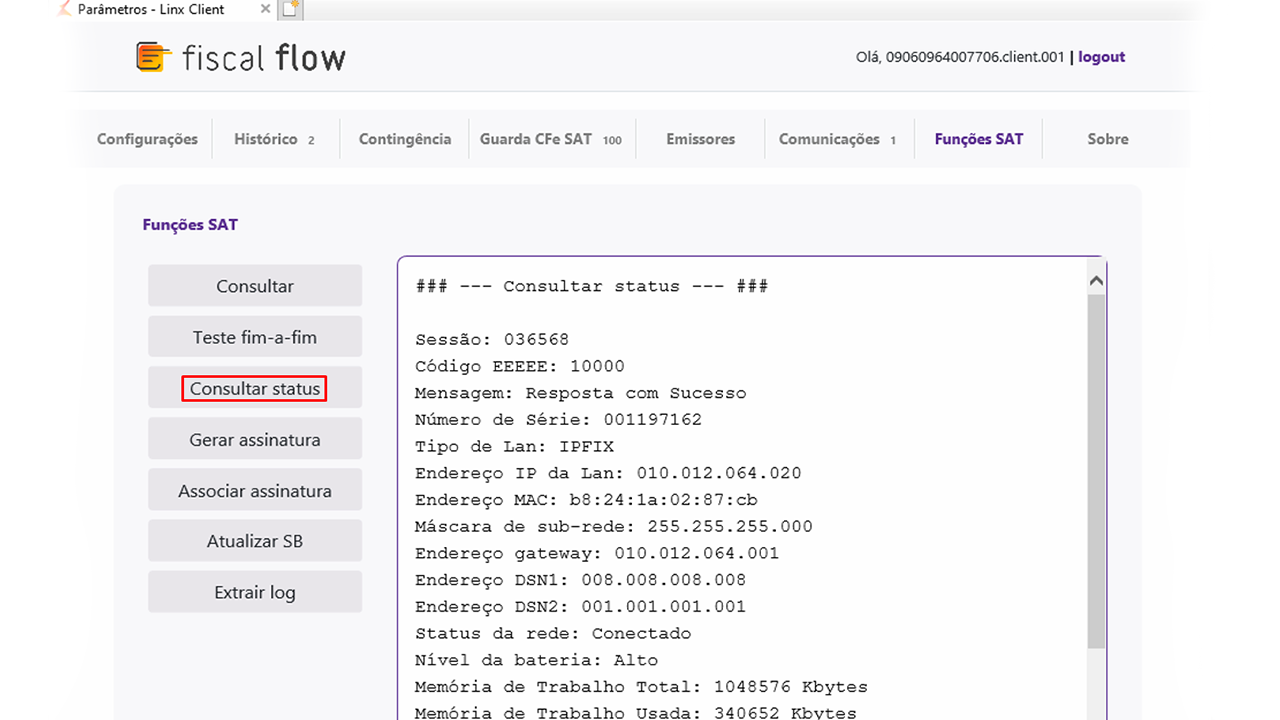 Parâmetros - Linx Client
fiscal flow
Olá, 09060964007706.client.001 | logout
Configurações Histórico 2 Contingência Guarda CFe SAT 100 Emissores Comunicações 1 Funções SAT Sobre
Funções SAT
Consultar
Teste fim-a-fim
Consultar status
Gerar assinatura
Associar assinatura
Atualizar SB
Extrair log
### --- Consultar status --- ###
Sessão: 036568
Código EEEEE: 10000
Mensagem: Resposta com Sucesso
Número de Série: 001197162
Tipo de Lan: IPFIX
Endereço IP da Lan: 010.012.064.020
Endereço MAC: b8:24:1a:02:87:cb
Máscara de sub-rede: 255.255.255.000
Endereço gateway: 010.012.064.001
Endereço DSN1: 008.008.008.008
Endereço DSN2: 001.001.001.001
Status da rede: Conectado
Nível da bateria: Alto
Memória de Trabalho Total: 1048576 Kbytes
Memória de Trabalho Usada: 340652 Kbytes